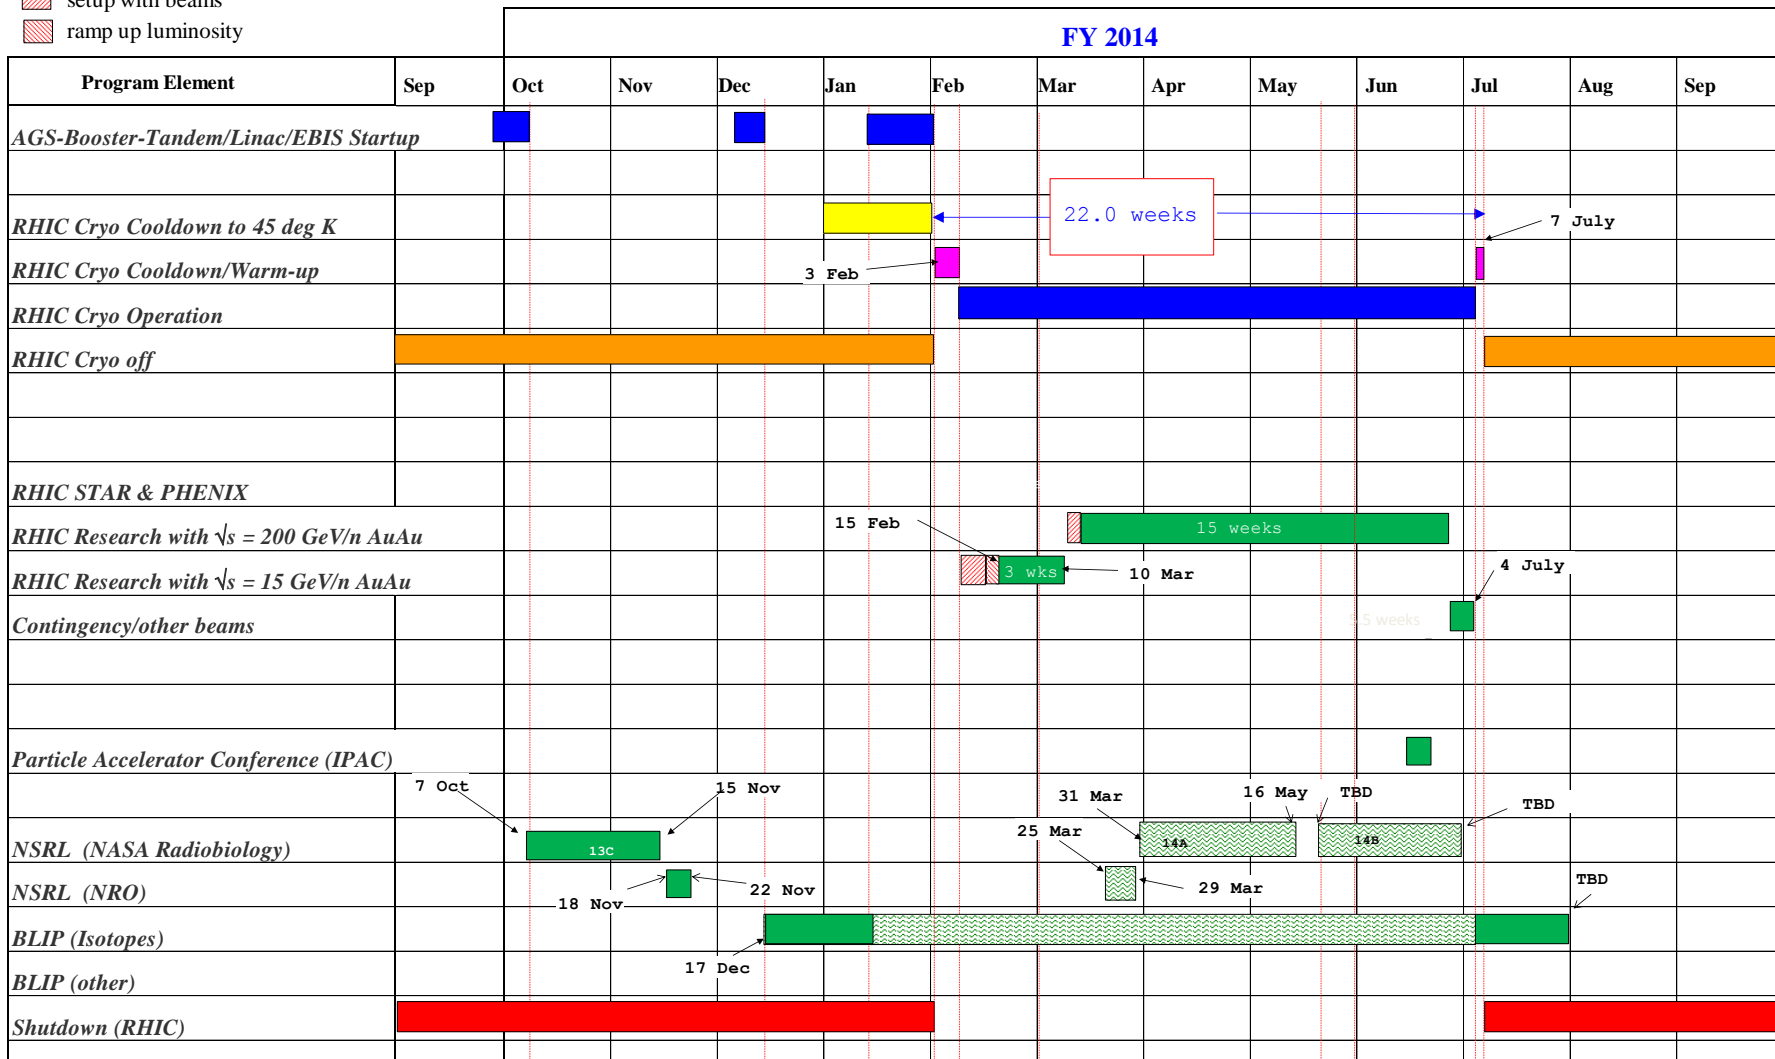 setup with beams
ramp up luminosity
FY 2014
Program Element Sep Oct Nov Dec Jan Feb Mar Apr May Jun Jul Aug Sep
AGS-Booster-Tandem/Linac/EBIS Startup
RHIC Cryo Cooldown to 45 deg K 22.0 weeks
7 July
RHIC Cryo Cooldown/Warm-up 3 Feb
RHIC Cryo Operation
RHIC Cryo off
RHIC STAR & PHENIX
RHIC Research with √s = 200 GeV/n AuAu 15 Feb 15 weeks
RHIC Research with √s = 15 GeV/n AuAu 3 wks 10 Mar 4 July
Contingency/other beams 5.5 weeks
Particle Accelerator Conference (IPAC)
7 Oct 15 Nov 31 Mar 16 May TBD TBD
NSRL (NASA Radiobiology) 13C 25 Mar 14A 14B
NSRL (NRO) 18 Nov 22 Nov 29 Mar TBD
BLIP (Isotopes)
17 Dec
BLIP (other)
Shutdown (RHIC)